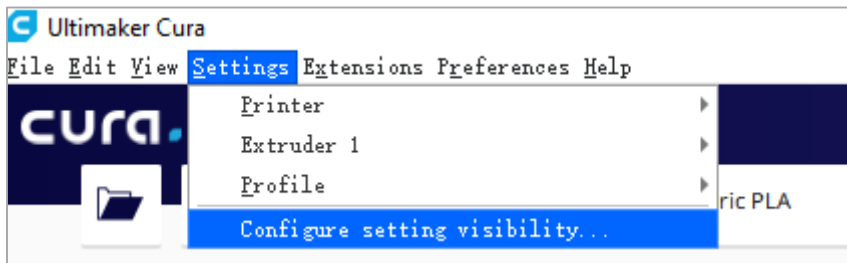 Ultimaker Cura
File Edit View Settings Extensions Preferences Help
cura.
Printer
Extruder 1
Profile
ric PLA
Configure setting visibility...